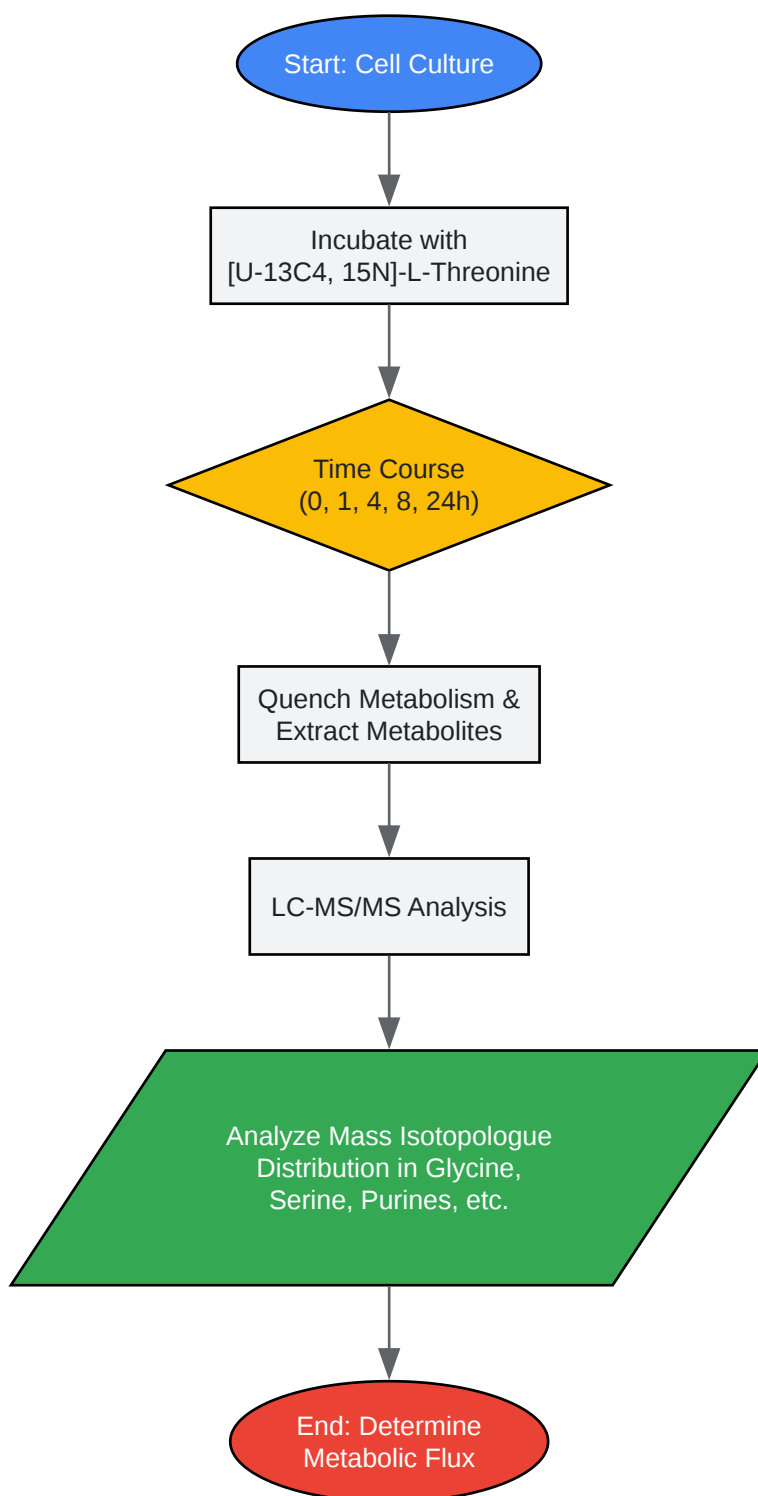 Start: Cell Culture
Incubate with
[U-13C4, 15N]-L-Threonine
Time Course
(0, 1, 4, 8, 24h)
Quench Metabolism &
Extract Metabolites
LC-MS/MS Analysis
Analyze Mass Isotopologue
Distribution in Glycine,
Serine, Purines, etc.
End: Determine
Metabolic Flux